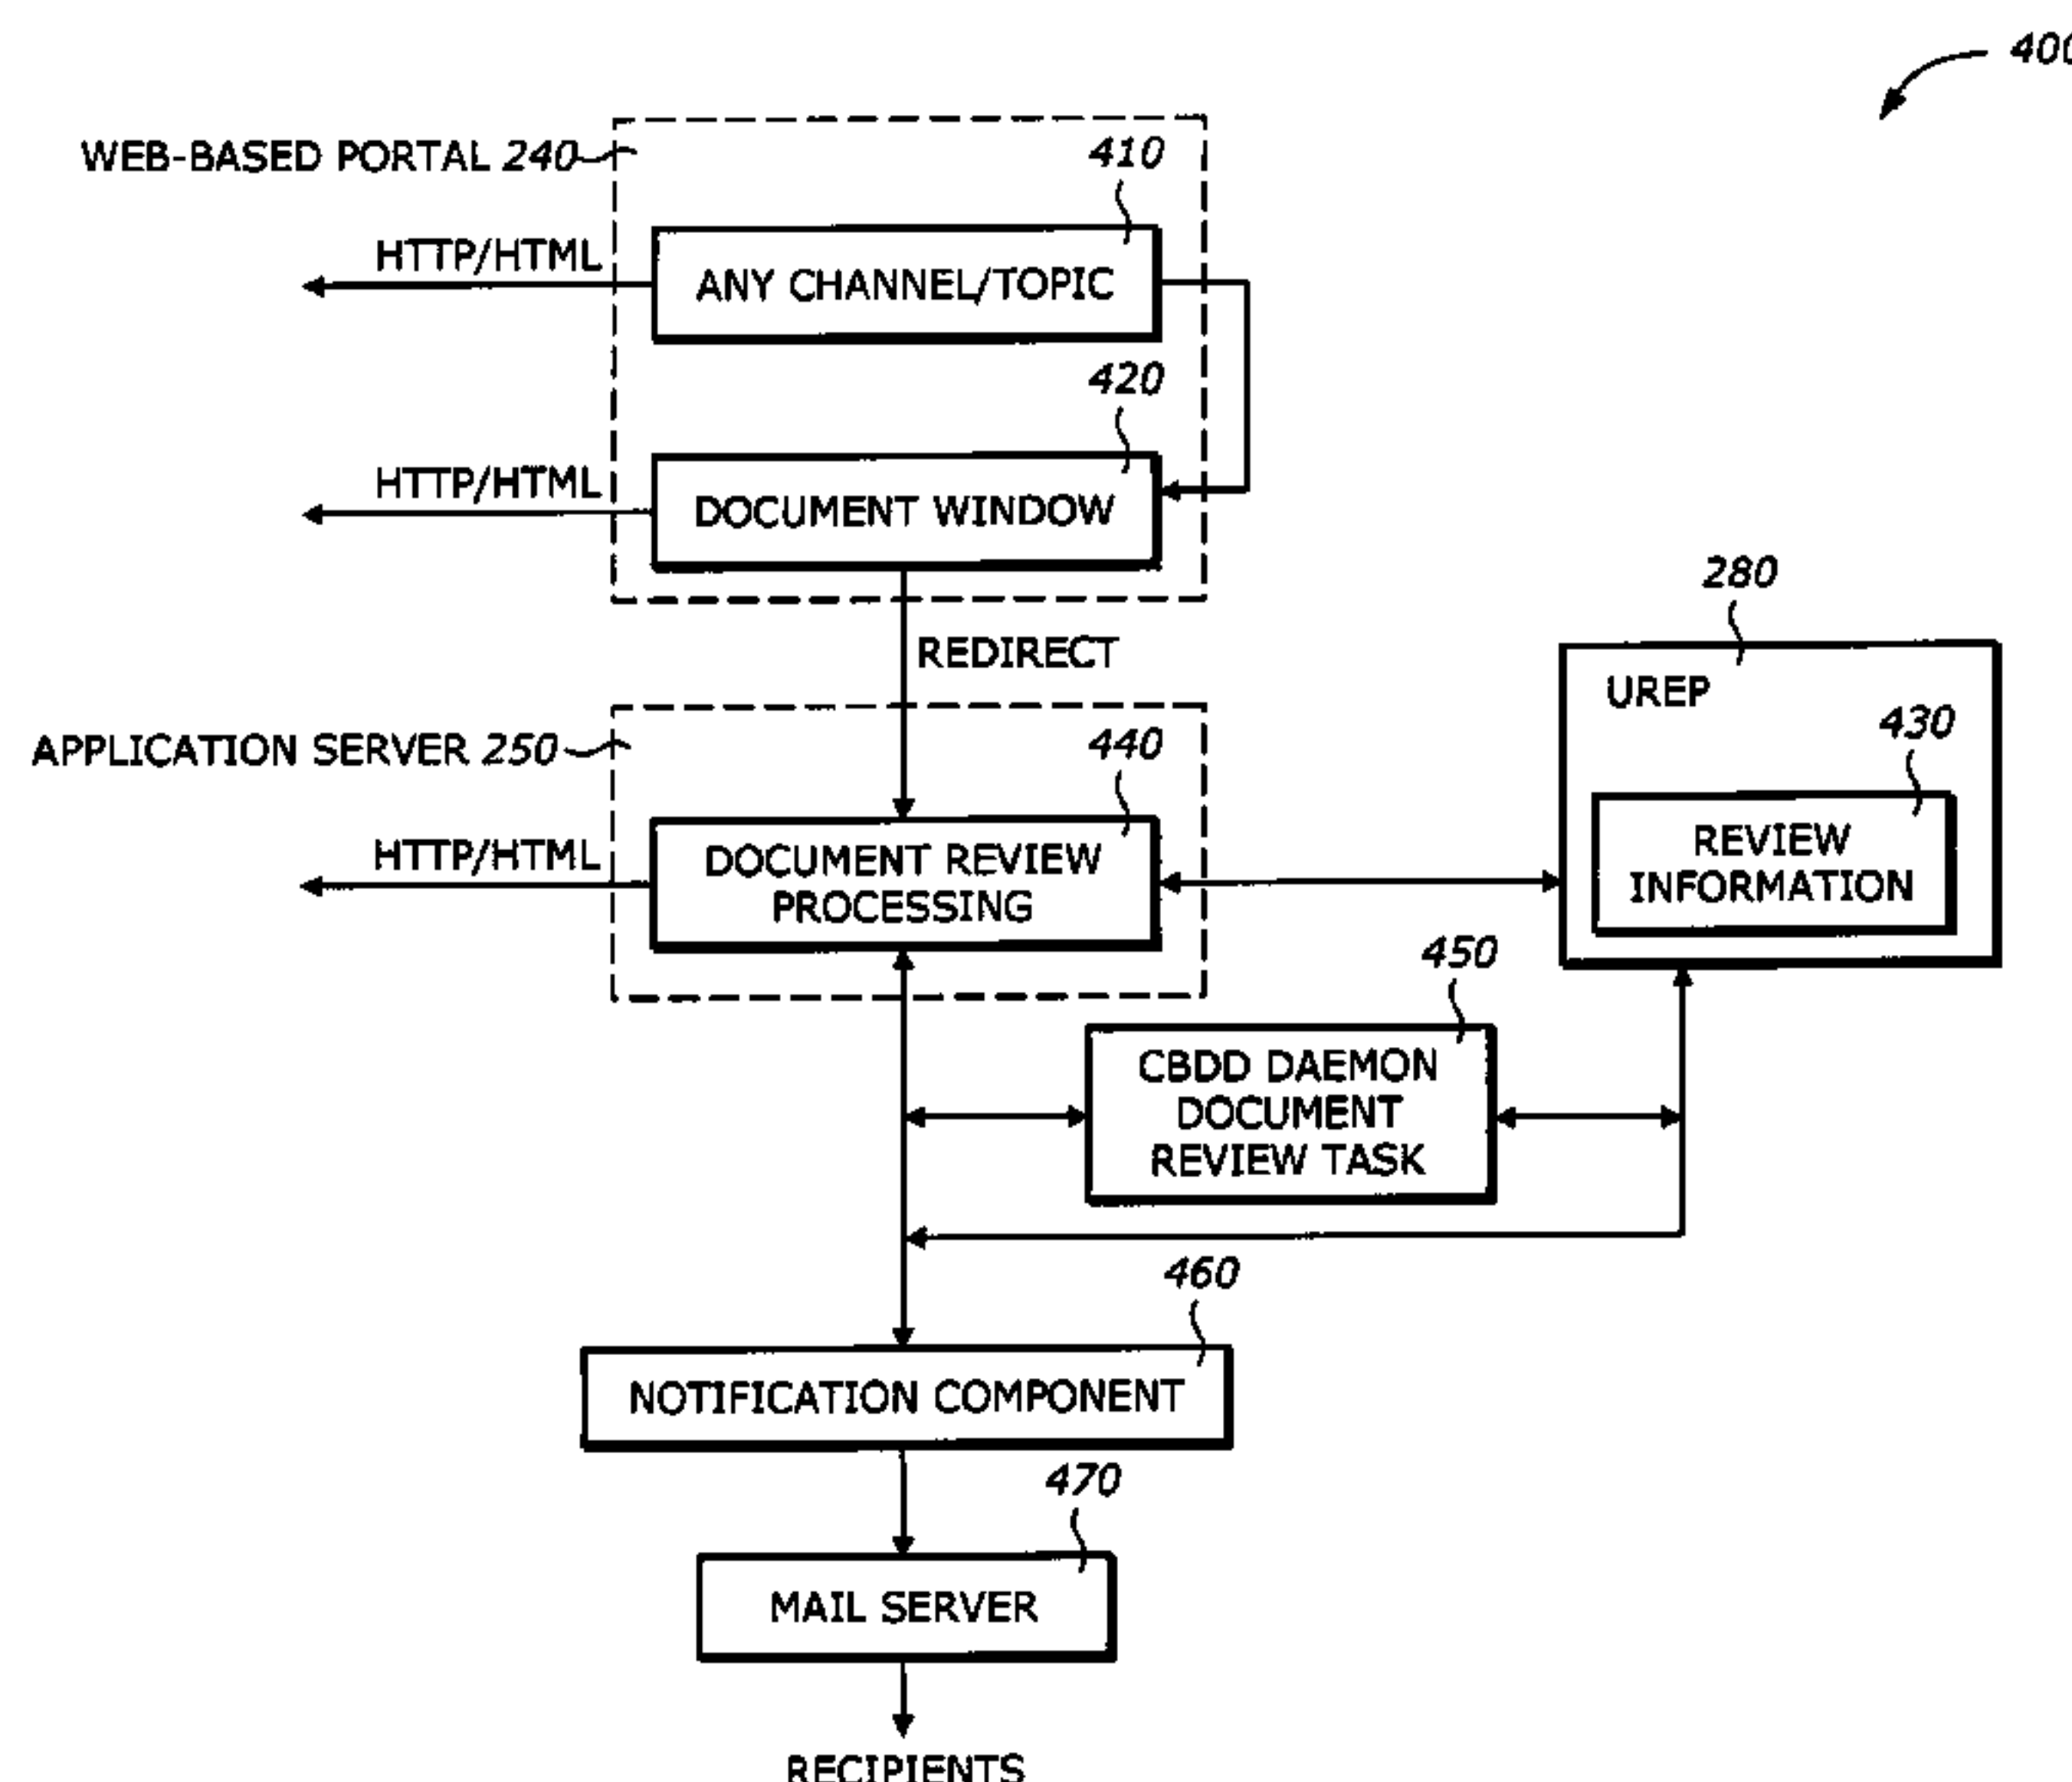 400
WEB-BASED PORTAL 240
410
HTTP/HTML
ANY CHANNEL/TOPIC
420
HTTP/HTML
DOCUMENT WINDOW
REDIRECT
280
UREP
430
REVIEW
INFORMATION
APPLICATION SERVER 250
440
HTTP/HTML
DOCUMENT REVIEW
PROCESSING
450
CBDD DAEMON
DOCUMENT
REVIEW TASK
460
NOTIFICATION COMPONENT
470
MAIL SERVER
RECIPIENTS